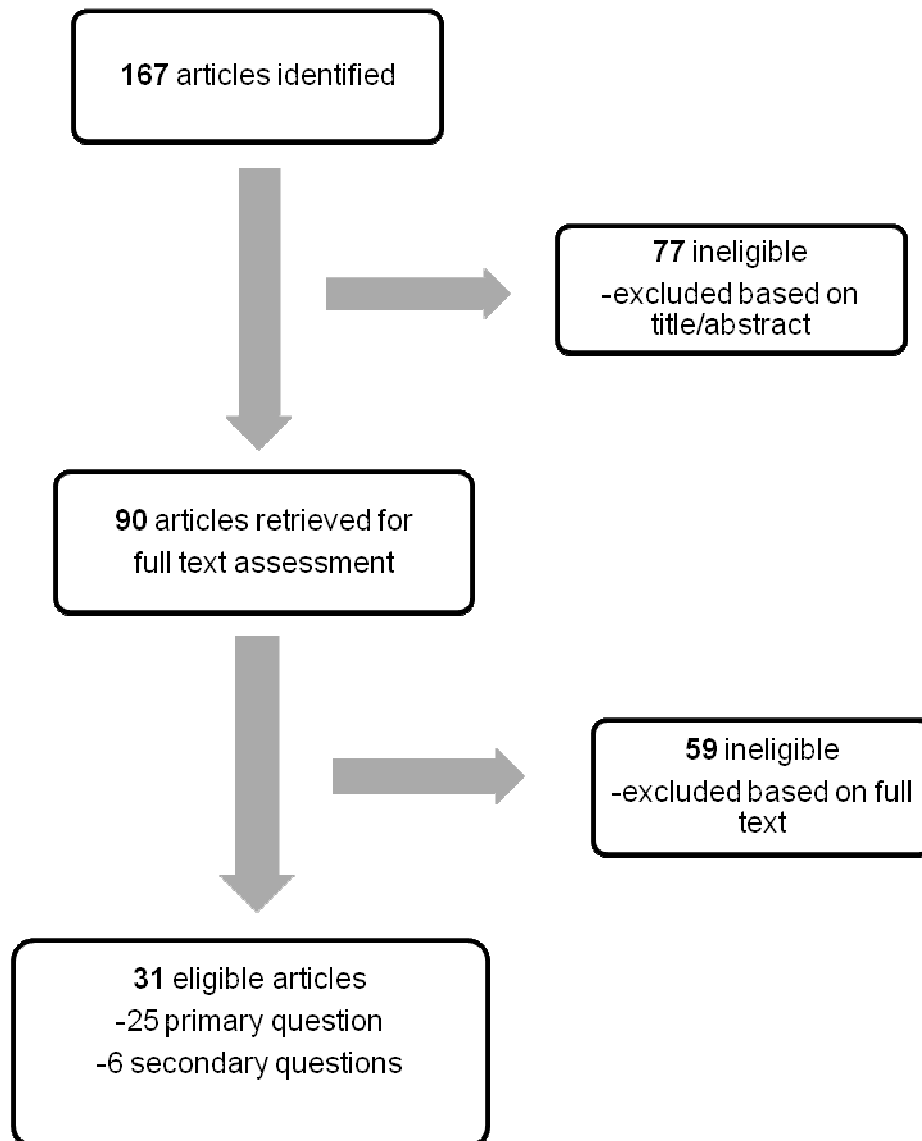 167 articles identified
77 ineligible
-excluded based on
title/abstract
90 articles retrieved for
full text assessment
59 ineligible
-excluded based on full
text
31 eligible articles
-25 primary question
-6 secondary questions